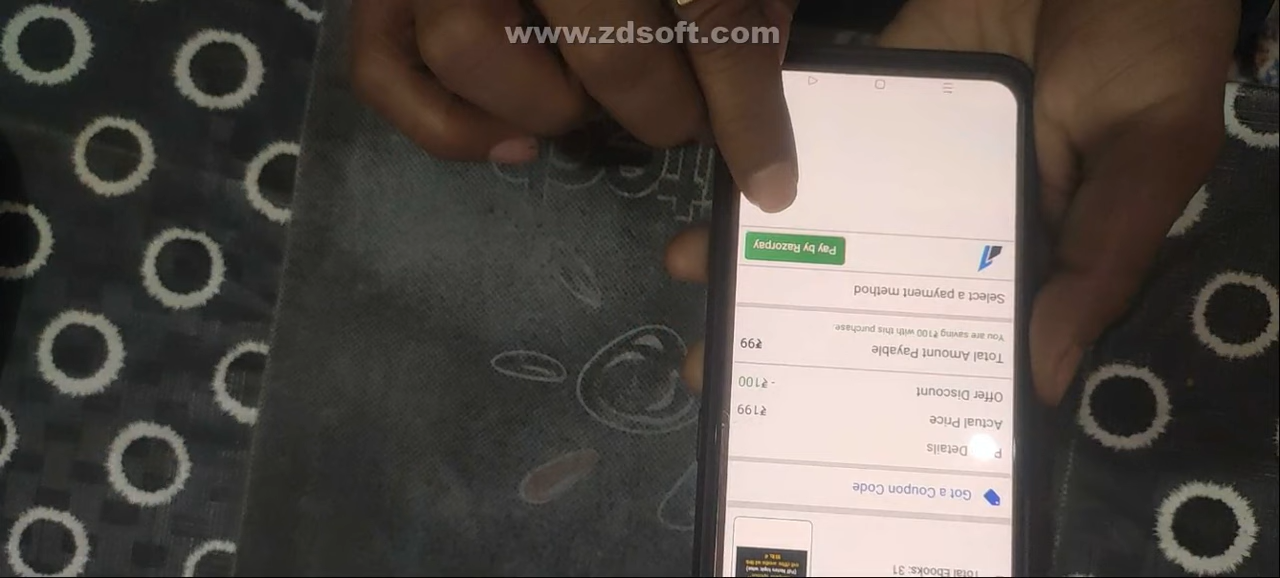 www.zdsoft.com
Total Ebooks: 31
Got a Coupon Code
Details
Actual Price ₹199
Offer Discount - ₹100
Total Amount Payable ₹99
You are saving ₹100 with this purchase.
Select a payment method
Pay by Razorpay